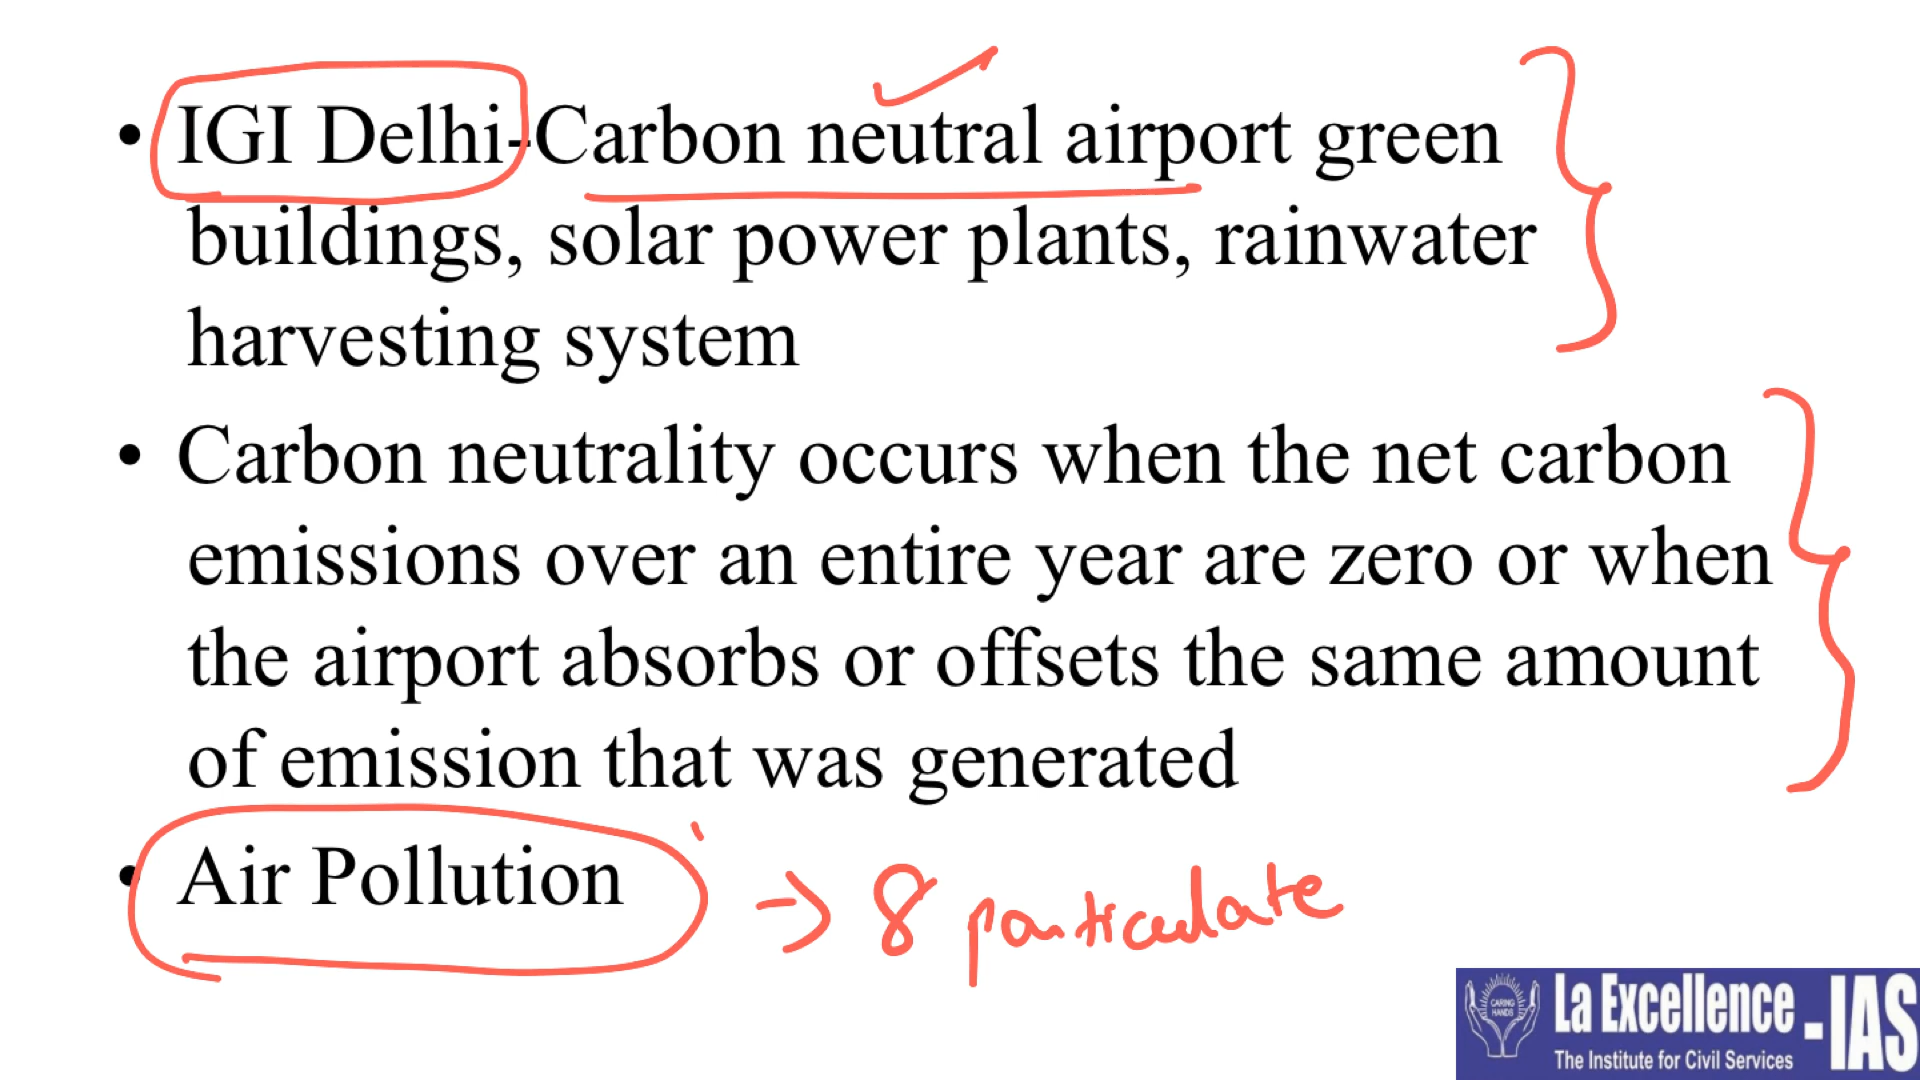 • IGI Delhi-Carbon neutral airport green
buildings, solar power plants, rainwater
harvesting system
• Carbon neutrality occurs when the net carbon
emissions over an entire year are zero or when
the airport absorbs or offsets the same amount
of emission that was generated
• Air Pollution → 8 particulate
CARING
HANDS
La Excellence -IAS
The Institute for Civil Services